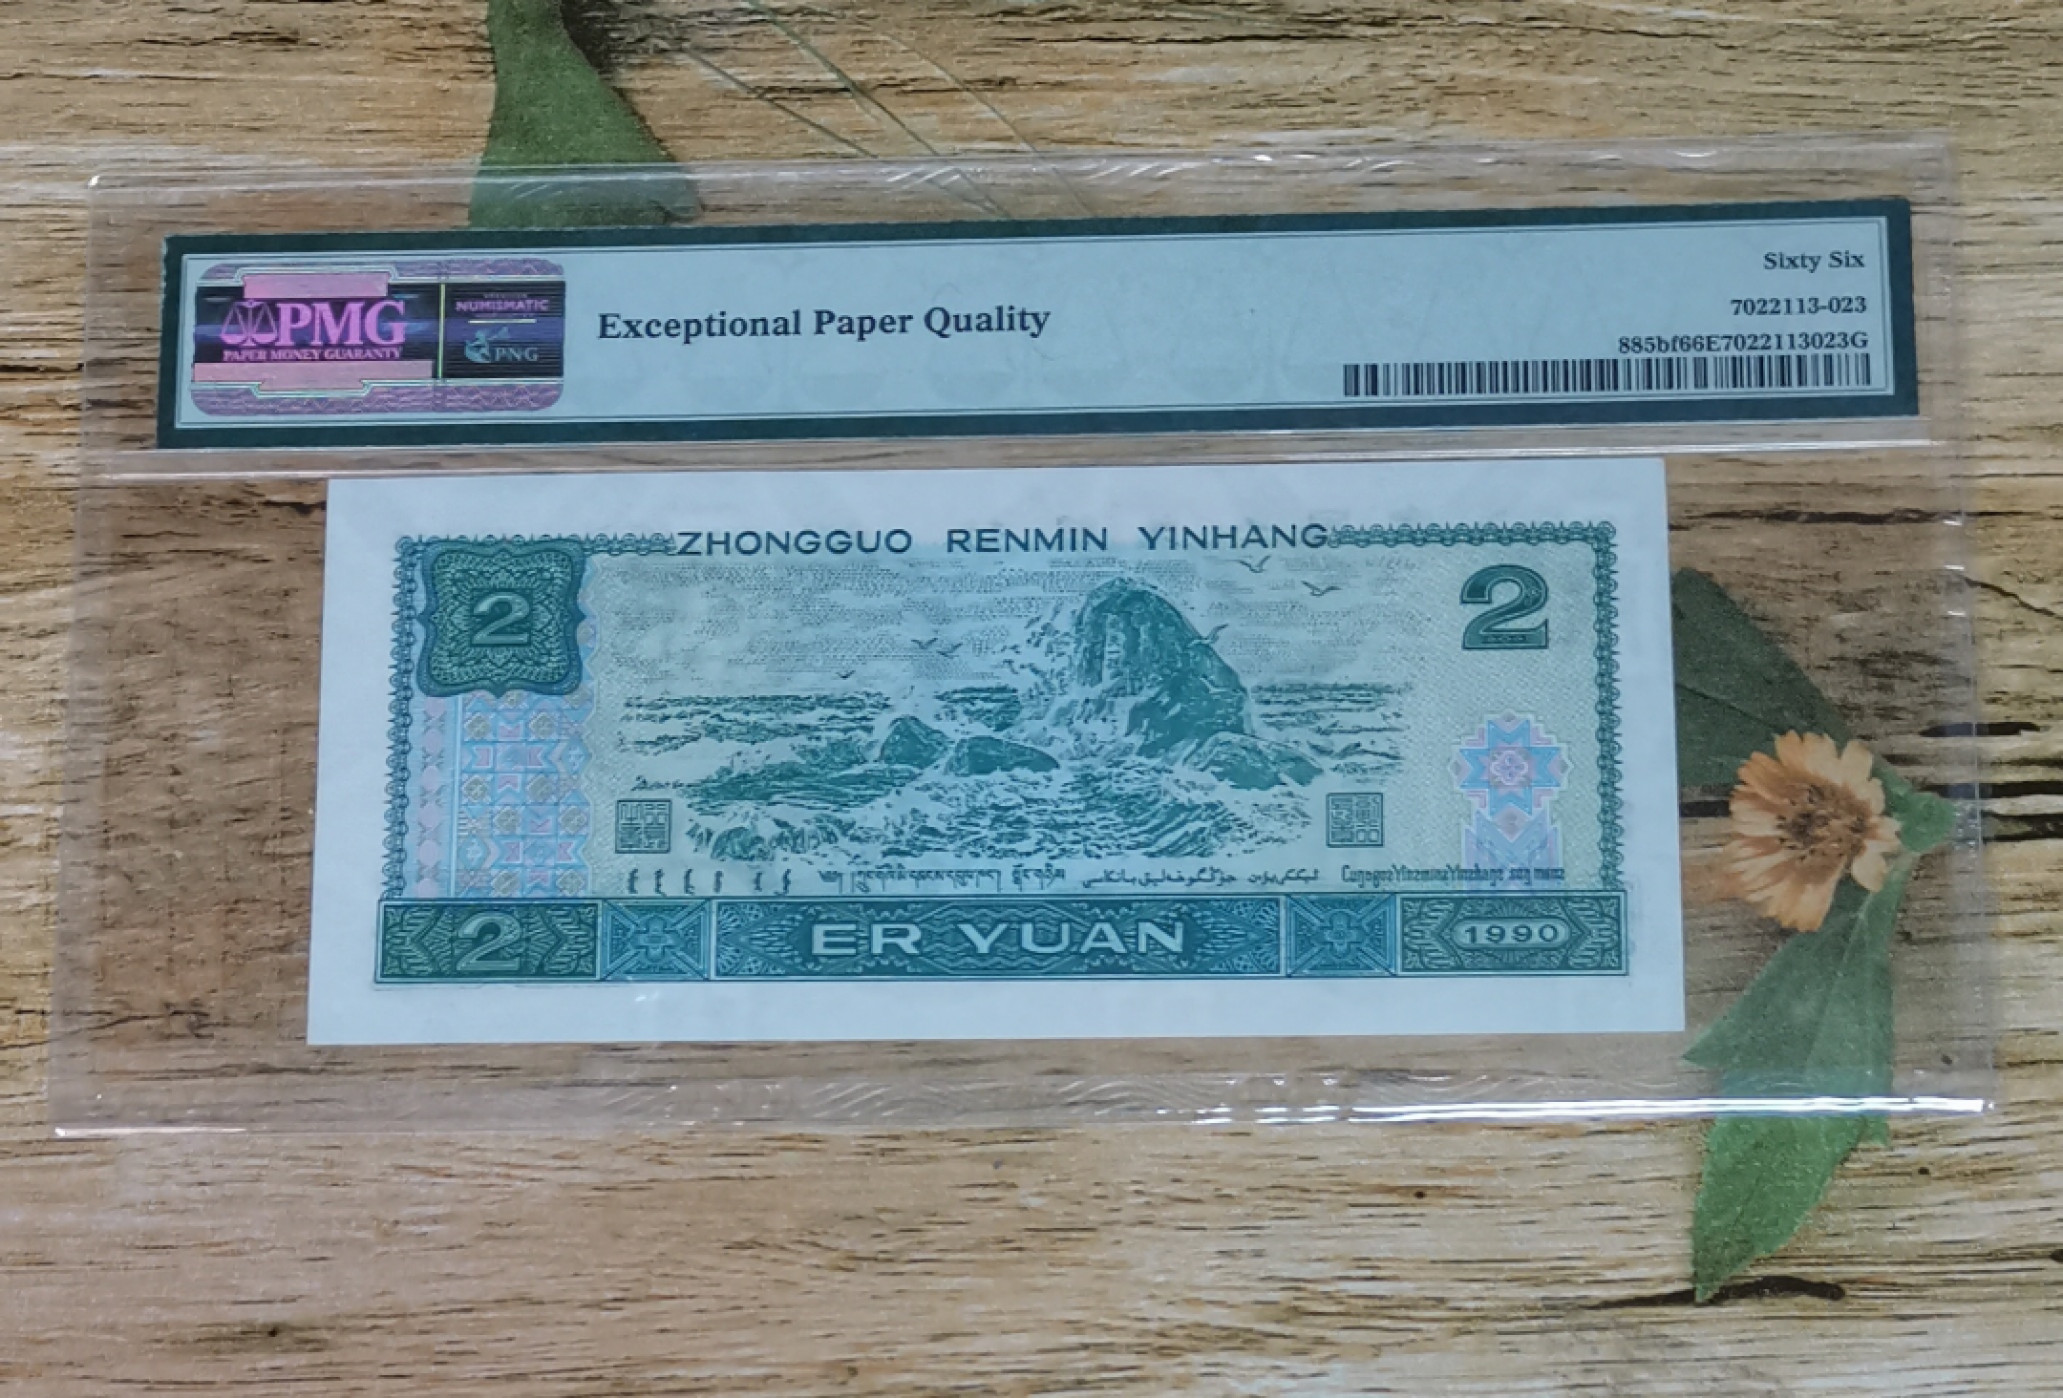 PMG
PAPER MONEY GUARANTY
NUMISMATIC
PNG
Exceptional Paper Quality
Sixty Six
7022113-023
885bf66E7022113023G
ZHONGGUO RENMIN YINHANG
2
2
2
ER YUAN
1990